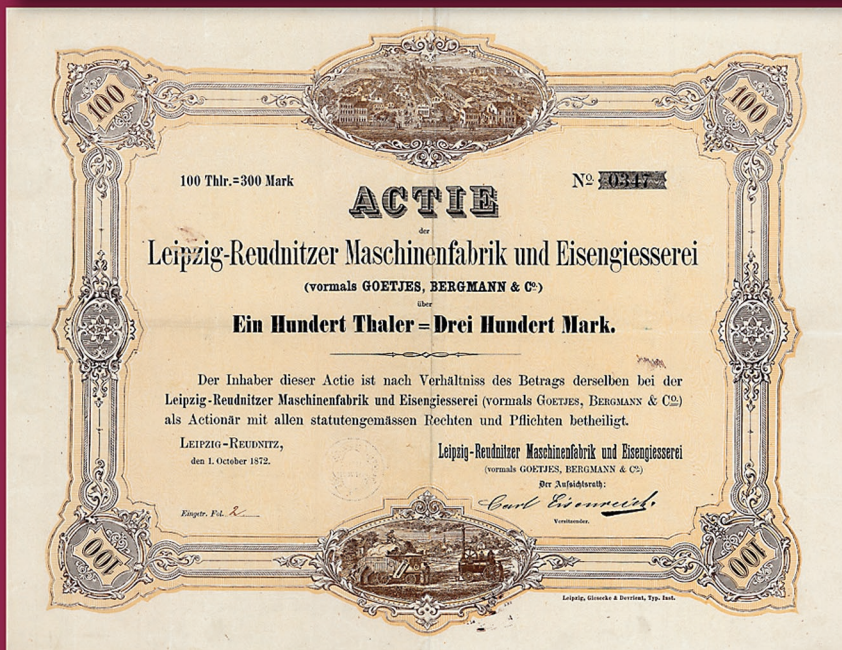 100
100
100 Thlr.=300 Mark
No. 0347
ACTIE
der
Leipzig-Reudnitzer Maschinenfabrik und Eisengiesserei
(vormals GOETJES, BERGMANN & Co.)
über
Ein Hundert Thaler = Drei Hundert Mark.
Der Inhaber dieser Actie ist nach Verhältniss des Betrags derselben bei der
Leipzig-Reudnitzer Maschinenfabrik und Eisengiesserei (vormals GOETJES, BERGMANN & Co.)
als Actionär mit allen statutengemässen Rechten und Pflichten betheiligt.
LEIPZIG-REUDNITZ,
den 1. October 1872.
Leipzig-Reudnitzer Maschinenfabrik und Eisengiesserei
(vormals GOETJES, BERGMANN & Co.)
Der Aufsichtsrath:
Carl Eisenreich.
Vorsitzender.
Eingetr. Fol. 2
100
100
Leipzig, Giesecke & Devrient, Typ. Inst.